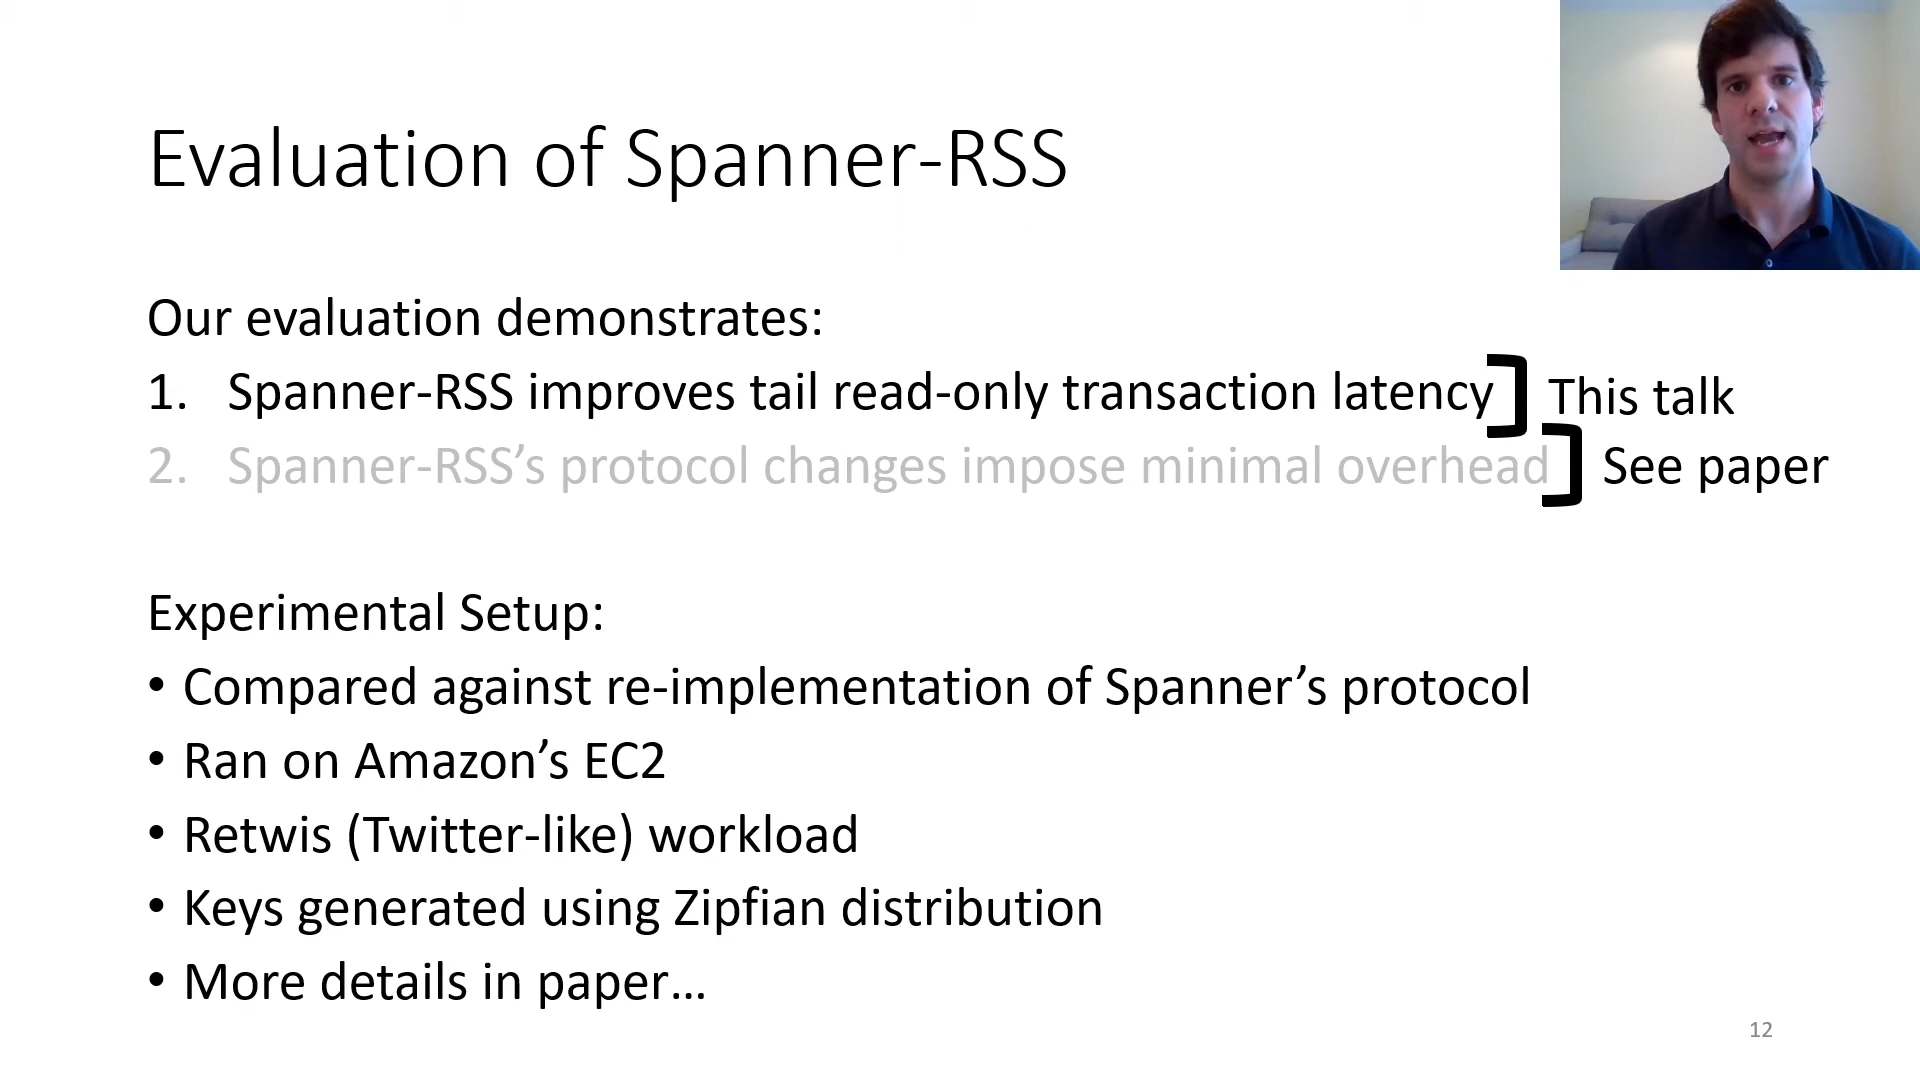 Evaluation of Spanner-RSS
Our evaluation demonstrates:
1. Spanner-RSS improves tail read-only transaction latency
This talk
2. Spanner-RSS’s protocol changes impose minimal overhead
See paper
Experimental Setup:
• Compared against re-implementation of Spanner’s protocol
• Ran on Amazon’s EC2
• Retwis (Twitter-like) workload
• Keys generated using Zipfian distribution
• More details in paper…
12